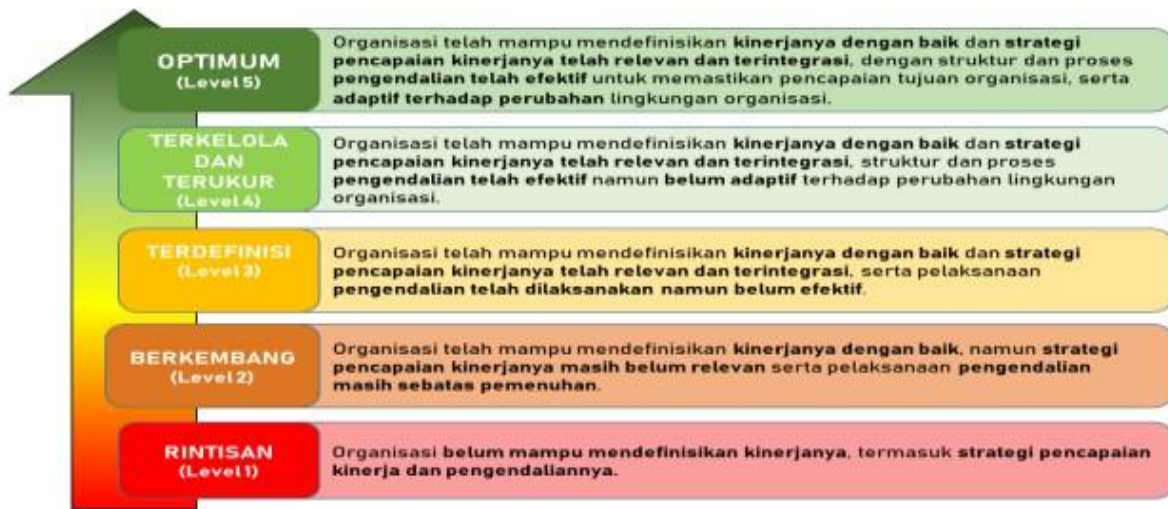 OPTIMUM
(Level 5)
Organisasi telah mampu mendefinisikan kinerjanya dengan baik dan strategi
pencapaian kinerjanya telah relevan dan terintegrasi, dengan struktur dan proses
pengendalian telah efektif untuk memastikan pencapaian tujuan organisasi, serta
adaptif terhadap perubahan lingkungan organisasi.
TERKELOLA
DAN
TERUKUR
(Level 4)
Organisasi telah mampu mendefinisikan kinerjanya dengan baik dan strategi
pencapaian kinerjanya telah relevan dan terintegrasi, struktur dan proses
pengendalian telah efektif namun belum adaptif terhadap perubahan lingkungan
organisasi.
TERDEFINISI
(Level 3)
Organisasi telah mampu mendefinisikan kinerjanya dengan baik dan strategi
pencapaian kinerjanya telah relevan dan terintegrasi, serta pelaksanaan
pengendalian telah dilaksanakan namun belum efektif.
BERKEMBANG
(Level 2)
Organisasi telah mampu mendefinisikan kinerjanya dengan baik, namun strategi
pencapaian kinerjanya masih belum relevan serta pelaksanaan pengendalian
masih sebatas pemenuhan.
RINTISAN
(Level 1)
Organisasi belum mampu mendefinisikan kinerjanya, termasuk strategi pencapaian
kinerja dan pengendaliannya.